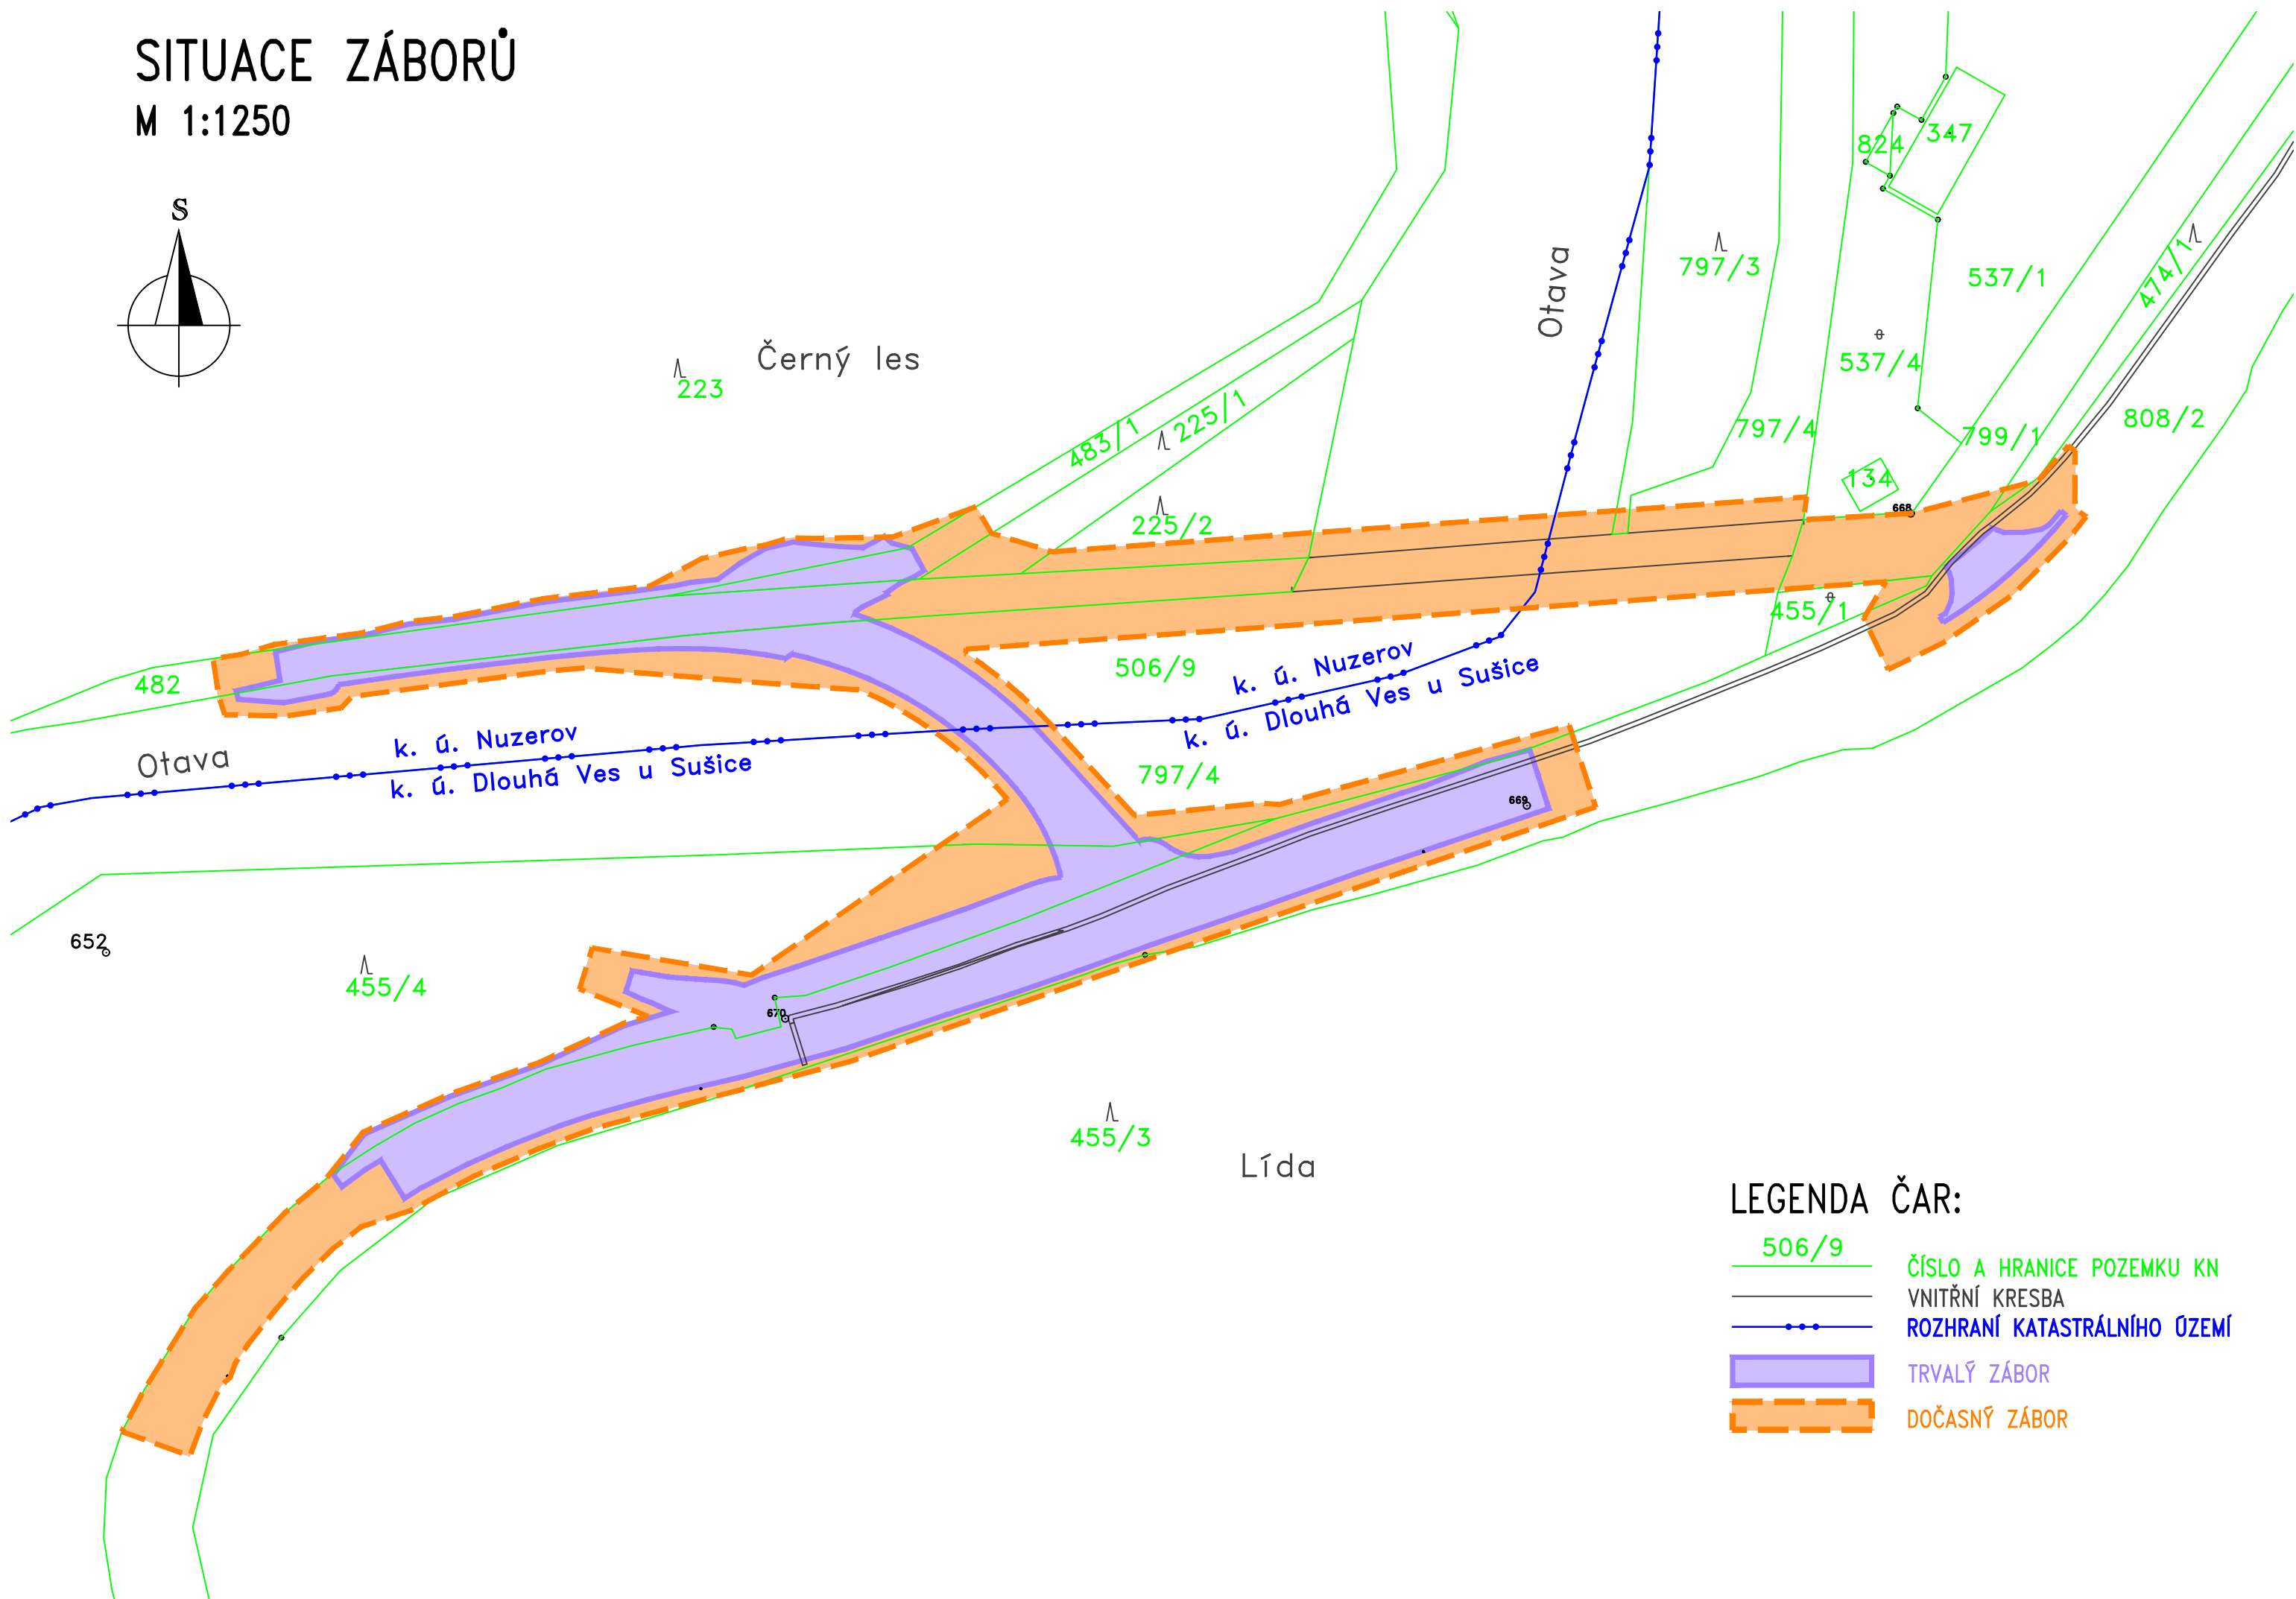 SITUACE ZÁBORŮ
M 1:1250
S
824
347
Otava
797/3
474/1
537/1
Černý les
223
537/4
483/1
225/1
797/4
799/1
808/2
134
668
225/2
455/1
482
506/9
k. ú. Nuzerov
k. ú. Dlouhá Ves u Sušice
k. ú. Nuzerov
k. ú. Dlouhá Ves u Sušice
Otava
797/4
669
652
455/4
670
455/3
Lída
LEGENDA ČAR:
506/9
ČÍSLO A HRANICE POZEMKU KN
VNITŘNÍ KRESBA
ROZHRANÍ KATASTRÁLNÍHO ÚZEMÍ
TRVALÝ ZÁBOR
DOČASNÝ ZÁBOR